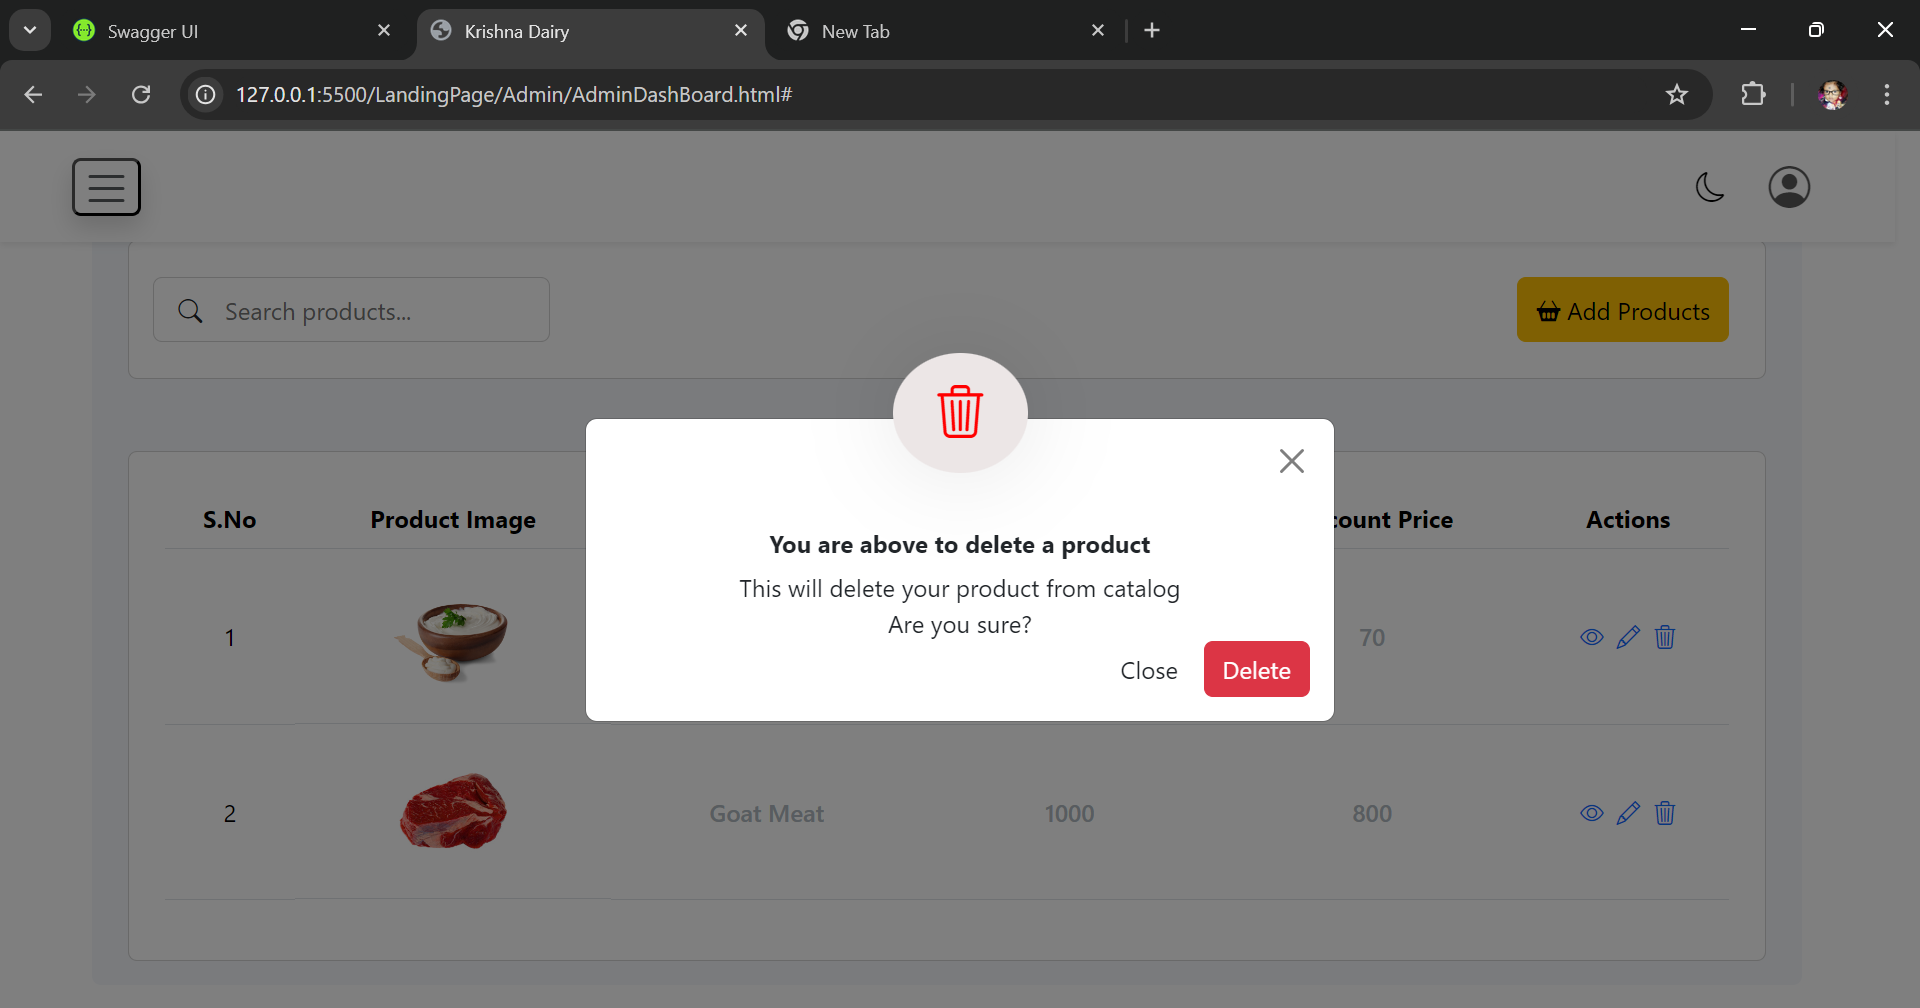 Swagger UI
Krishna Dairy
New Tab
127.0.0.1:5500/LandingPage/Admin/AdminDashBoard.html#
Search products...
Add Products
S.No
Product Image
count Price
Actions
You are above to delete a product
This will delete your product from catalog
Are you sure?
Close
Delete
1
70
2
Goat Meat
1000
800